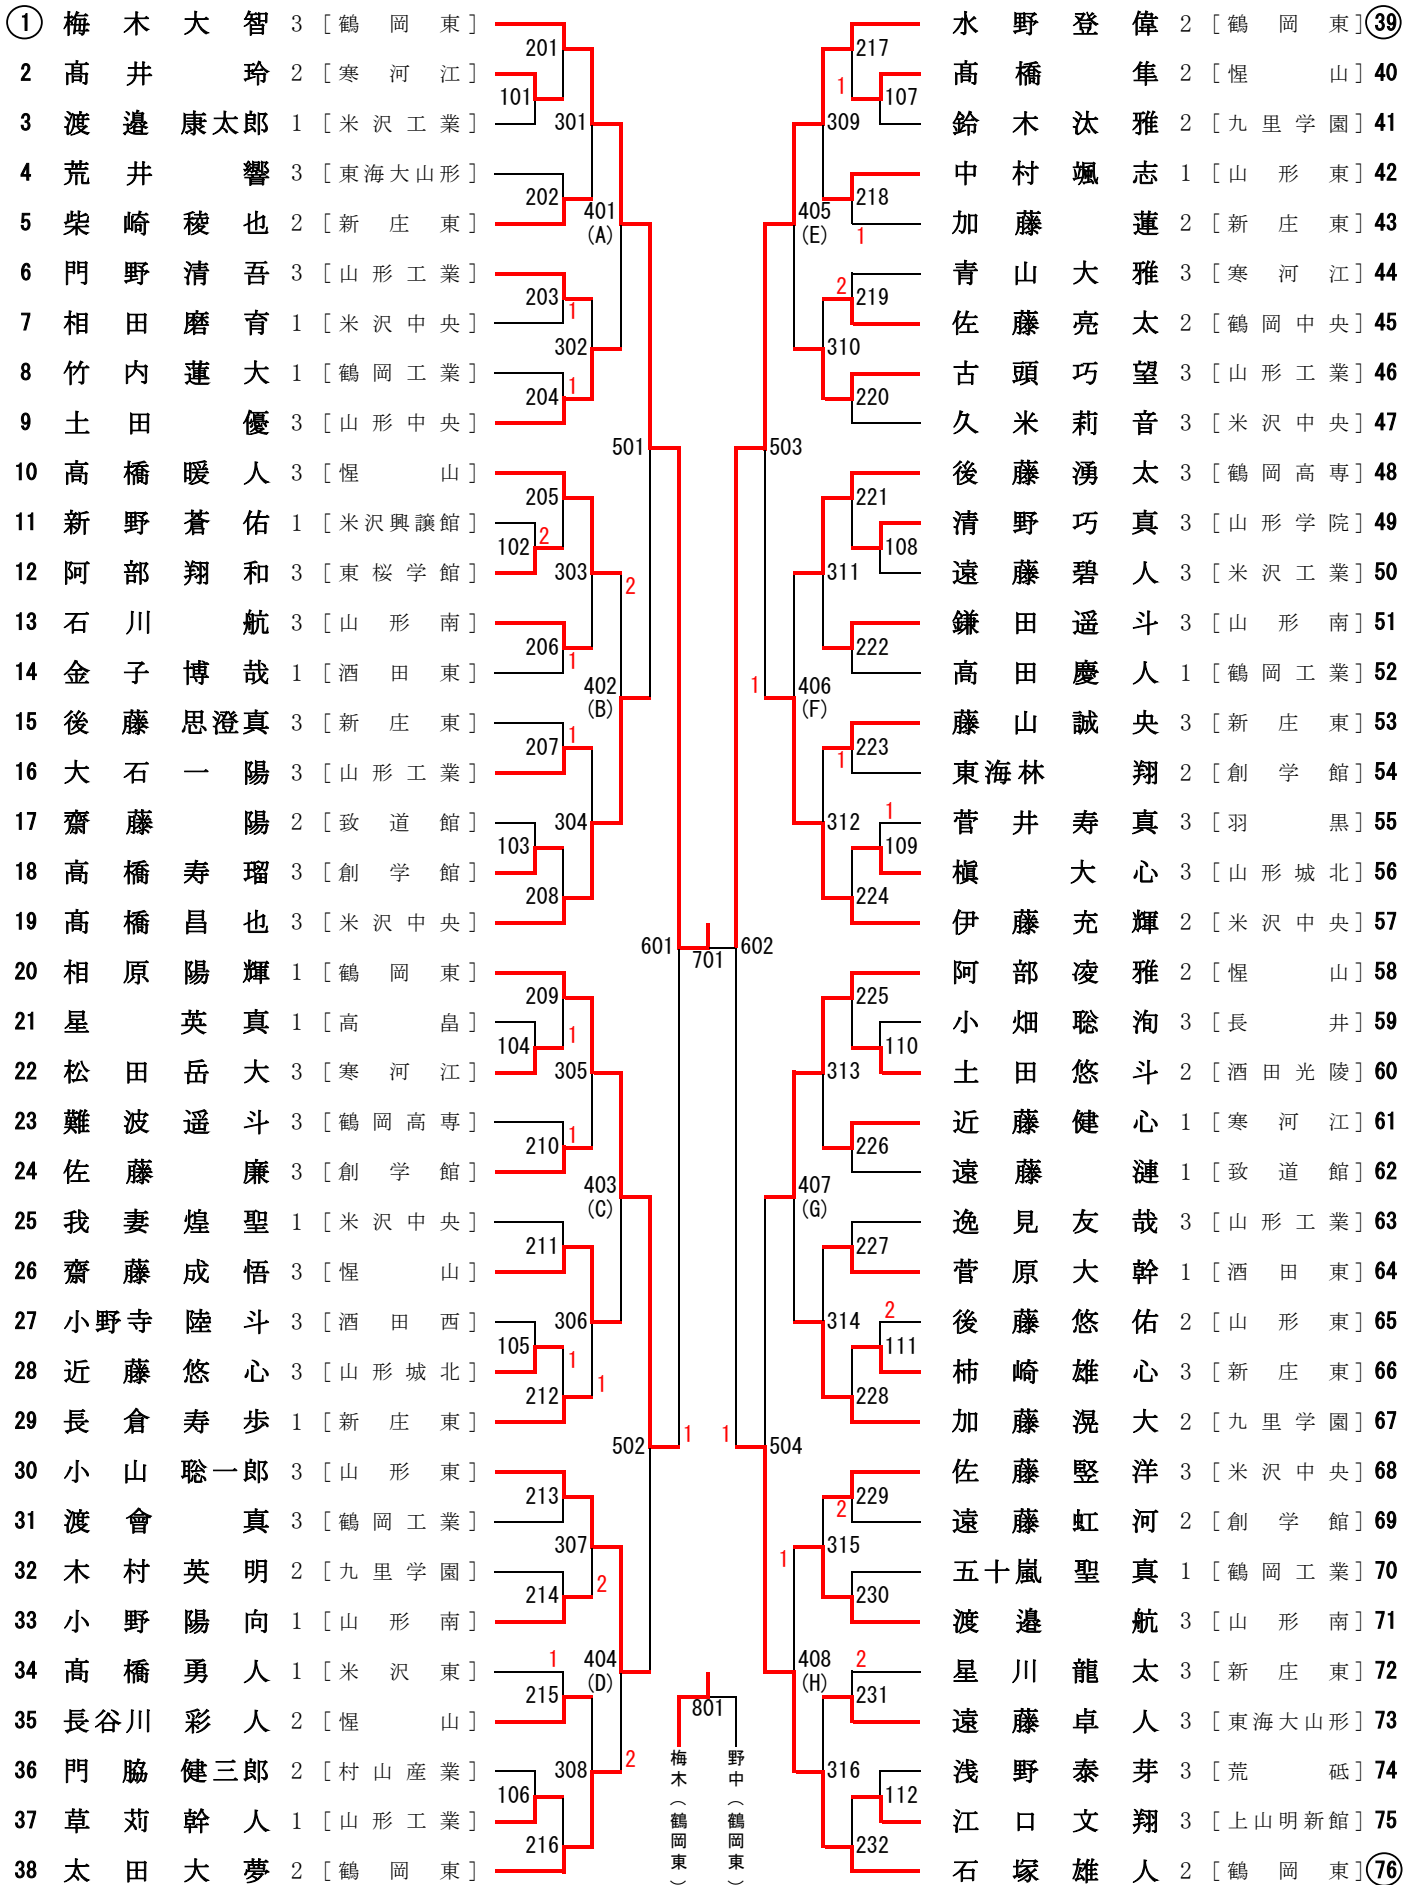 ① 梅木大智 3 [鶴岡東]
2 髙井玲 2 [寒河江]
3 渡邉康太郎 1 [米沢工業]
4 荒井響 3 [東海大山形]
5 柴崎稜也 2 [新庄東]
6 門野清吾 3 [山形工業]
7 相田磨育 1 [米沢中央]
8 竹内蓮大 1 [鶴岡工業]
9 土田優 3 [山形中央]
10 高橋暖人 3 [惺山]
11 新野蒼佑 1 [米沢興譲館]
12 阿部翔和 3 [東桜学館]
13 石川航 3 [山形南]
14 金子博哉 1 [酒田東]
15 後藤思澄真 3 [新庄東]
16 大石一陽 3 [山形工業]
17 齋藤陽 2 [致道館]
18 高橋寿瑠 3 [創学館]
19 髙橋昌也 3 [米沢中央]
20 相原陽輝 1 [鶴岡東]
21 星英真 1 [高畠]
22 松田岳大 3 [寒河江]
23 難波遥斗 3 [鶴岡高専]
24 佐藤廉 3 [創学館]
25 我妻煌聖 1 [米沢中央]
26 齋藤成悟 3 [惺山]
27 小野寺陸斗 3 [酒田西]
28 近藤悠心 3 [山形城北]
29 長倉寿歩 1 [新庄東]
30 小山聡一郎 3 [山形東]
31 渡會真 3 [鶴岡工業]
32 木村英明 2 [九里学園]
33 小野陽向 1 [山形南]
34 髙橋勇人 1 [米沢東]
35 長谷川彩人 2 [惺山]
36 門脇健三郎 2 [村山産業]
37 草苅幹人 1 [山形工業]
38 太田大夢 2 [鶴岡東]
201
101
301
202
401
(A)
203
1
302
204
1
501
205
102
2
303
2
206
1
402
(B)
207
1
304
103
208
601
209
104
1
305
210
1
403
(C)
211
306
105
1
212
1
502
1
213
307
214
2
1
404
(D)
215
308
2
106
216
701
801
梅木(鶴岡東)
野中(鶴岡東)
217
1
107
309
218
405
(E)
1
2
219
310
220
503
221
108
311
222
1
406
(F)
223
1
1
312
109
224
602
225
110
313
226
407
(G)
227
2
314
111
228
1
504
229
2
1
315
230
408
(H)
2
231
316
112
232
水野登偉 2 [鶴岡東] ㊴
髙橋隼 2 [惺山] 40
鈴木汰雅 2 [九里学園] 41
中村颯志 1 [山形東] 42
加藤蓮 2 [新庄東] 43
青山大雅 3 [寒河江] 44
佐藤亮太 2 [鶴岡中央] 45
古頭巧望 3 [山形工業] 46
久米莉音 3 [米沢中央] 47
後藤湧太 3 [鶴岡高専] 48
清野巧真 3 [山形学院] 49
遠藤碧人 3 [米沢工業] 50
鎌田遥斗 3 [山形南] 51
高田慶人 1 [鶴岡工業] 52
藤山誠央 3 [新庄東] 53
東海林翔 2 [創学館] 54
菅井寿真 3 [羽黒] 55
槇大心 3 [山形城北] 56
伊藤充輝 2 [米沢中央] 57
阿部凌雅 2 [惺山] 58
小畑聡洵 3 [長井] 59
土田悠斗 2 [酒田光陵] 60
近藤健心 1 [寒河江] 61
遠藤漣 1 [致道館] 62
逸見友哉 3 [山形工業] 63
菅原大幹 1 [酒田東] 64
後藤悠佑 2 [山形東] 65
柿崎雄心 3 [新庄東] 66
加藤滉大 2 [九里学園] 67
佐藤堅洋 3 [米沢中央] 68
遠藤虹河 2 [創学館] 69
五十嵐聖真 1 [鶴岡工業] 70
渡邉航 3 [山形南] 71
星川龍太 3 [新庄東] 72
遠藤卓人 3 [東海大山形] 73
浅野泰芽 3 [荒砥] 74
江口文翔 3 [上山明新館] 75
石塚雄人 2 [鶴岡東] 76